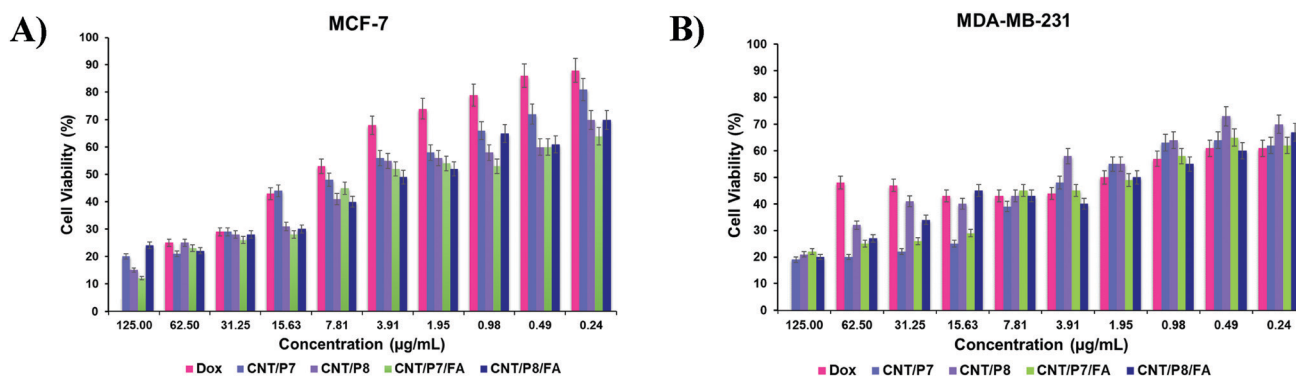 A)
MCF-7
Cell Viability (%)
100
90
80
70
60
50
40
30
20
10
0
125.00 62.50 31.25 15.63 7.81 3.91 1.95 0.98 0.49 0.24
Concentration (µg/mL)
Dox CNT/P7 CNT/P8 CNT/P7/FA CNT/P8/FA
B)
MDA-MB-231
Cell Viability (%)
100
90
80
70
60
50
40
30
20
10
0
125.00 62.50 31.25 15.63 7.81 3.91 1.95 0.98 0.49 0.24
Concentration (µg/mL)
Dox CNT/P7 CNT/P8 CNT/P7/FA CNT/P8/FA